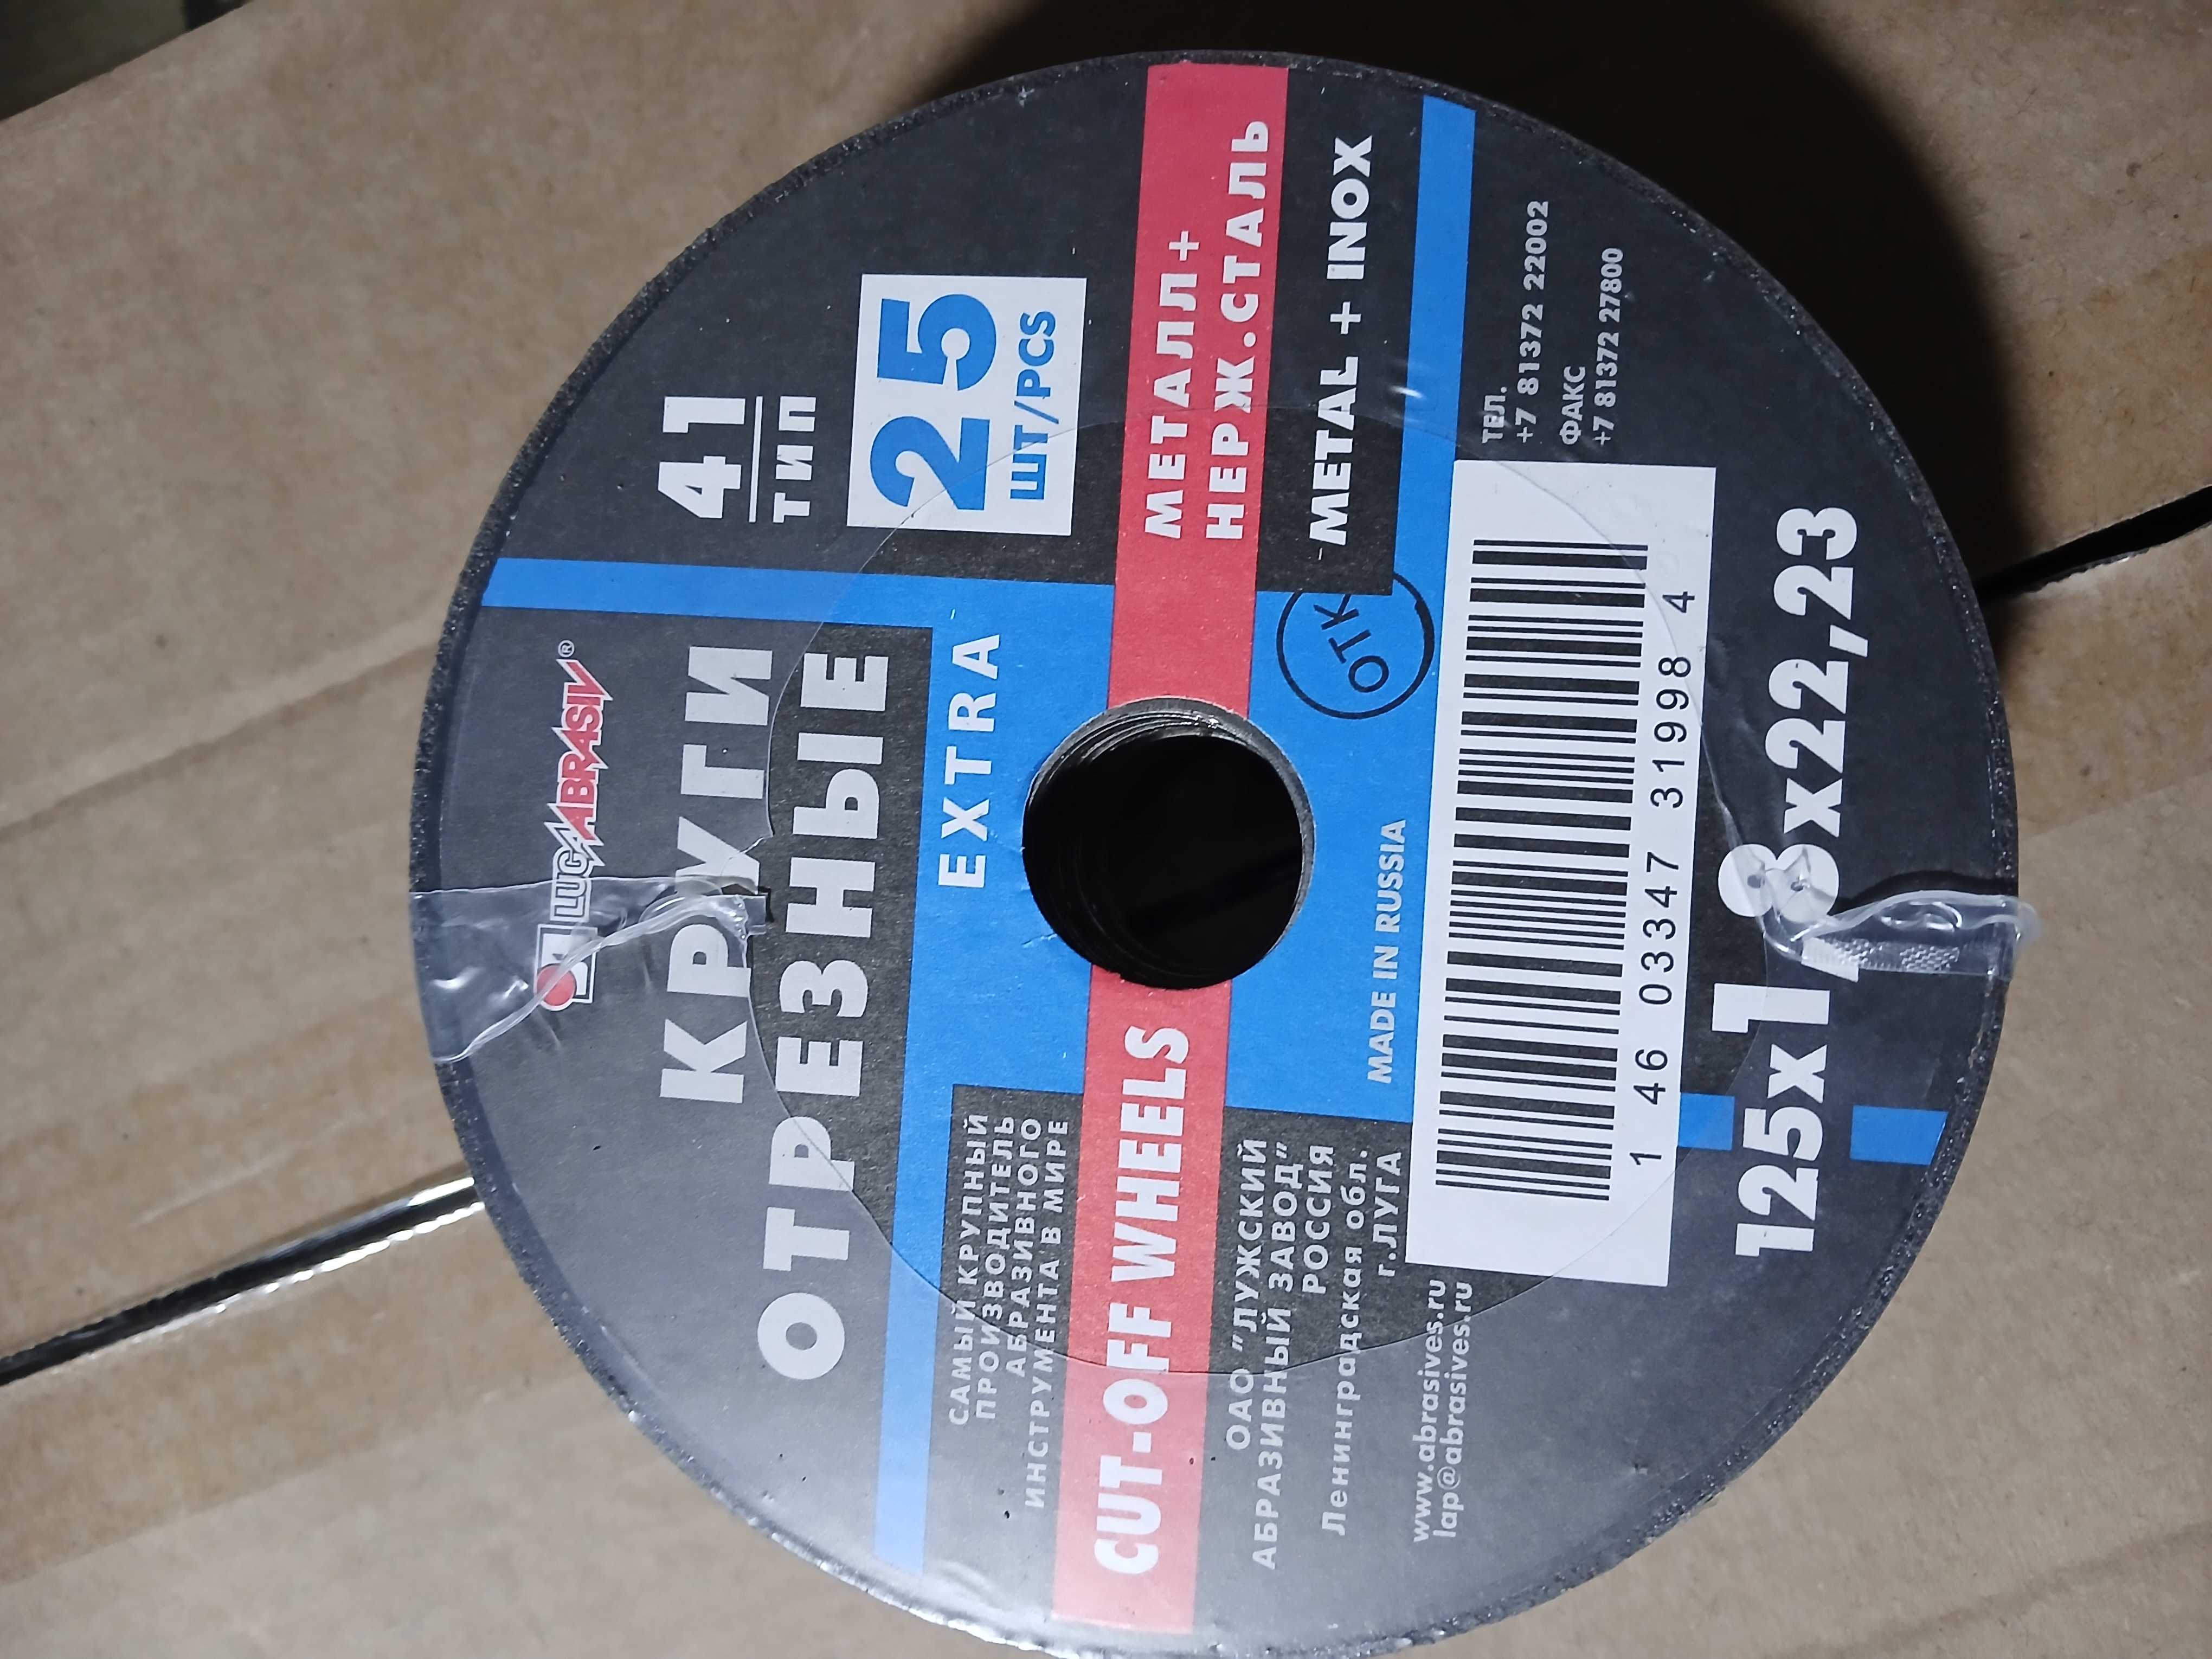 LUGABRASIV®
КРУГИ
ОТРЕЗНЫЕ
41
ТИП
25
ШТ/PCS
EXTRA
САМЫЙ КРУПНЫЙ
ПРОИЗВОДИТЕЛЬ
АБРАЗИВНОГО
ИНСТРУМЕНТА В МИРЕ
CUT-OFF WHEELS
МЕТАЛЛ+
НЕРЖ.СТАЛЬ
METAL + INOX
ОТК
MADE IN RUSSIA
ОАО "ЛУЖСКИЙ
АБРАЗИВНЫЙ ЗАВОД"
РОССИЯ
Ленинградская обл.
г.ЛУГА
www.abrasives.ru
lap@abrasives.ru
ТЕЛ.
+7 81372 22002
ФАКС
+7 81372 27800
1 46 03347 31998 4
125x1,8x22,23